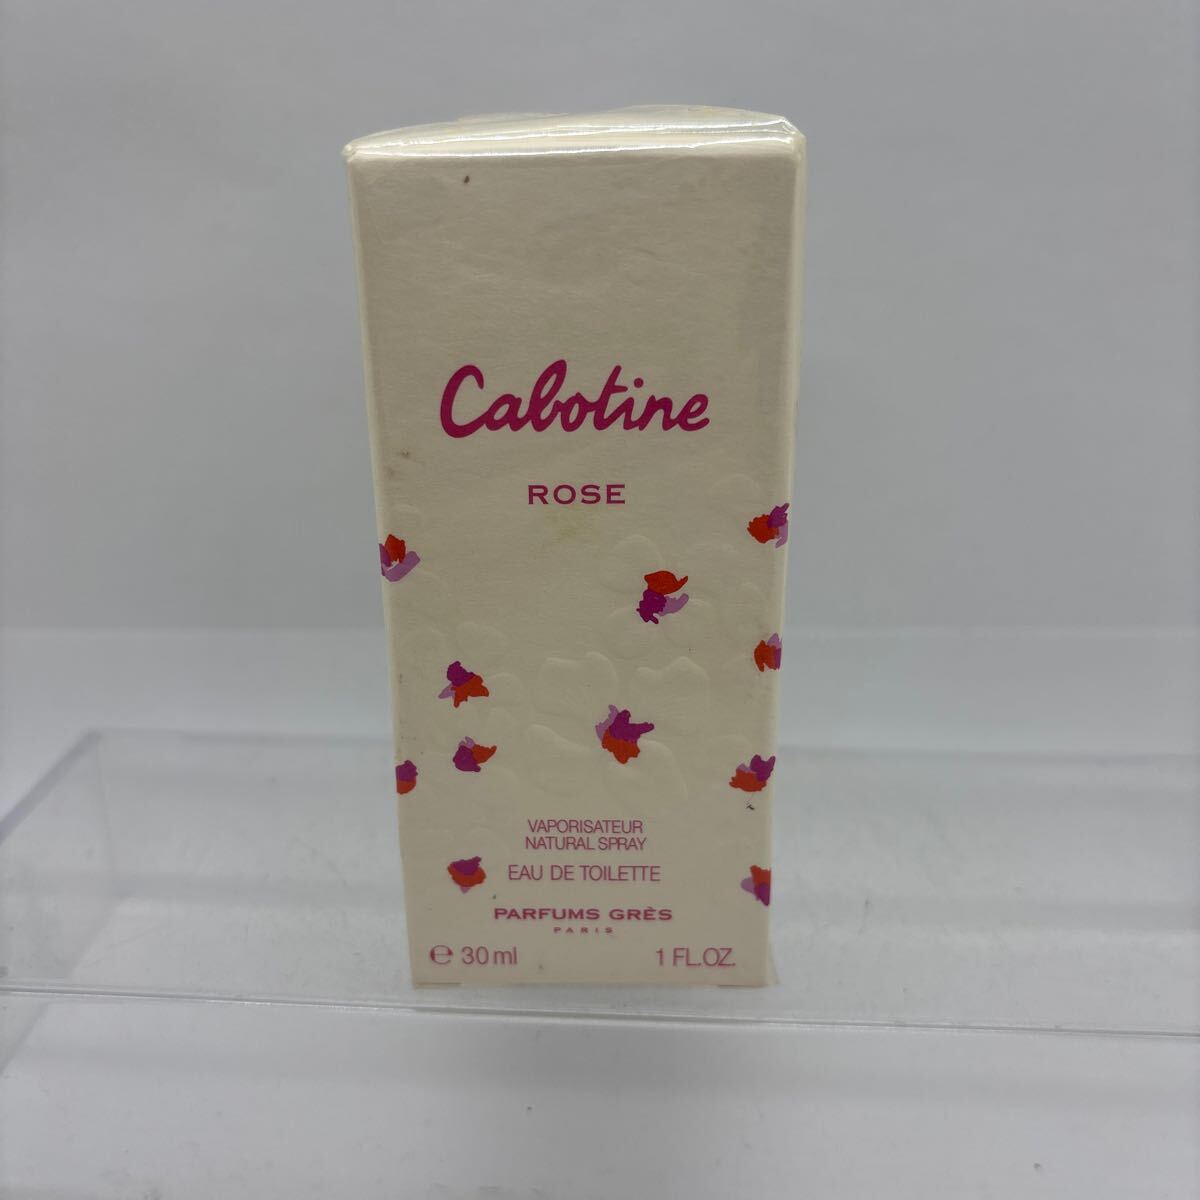 Cabotine
ROSE
VAPORISATEUR
NATURAL SPRAY
EAU DE TOILETTE
PARFUMS GRÈS
PARIS
℮ 30 ml 1 FL.OZ.